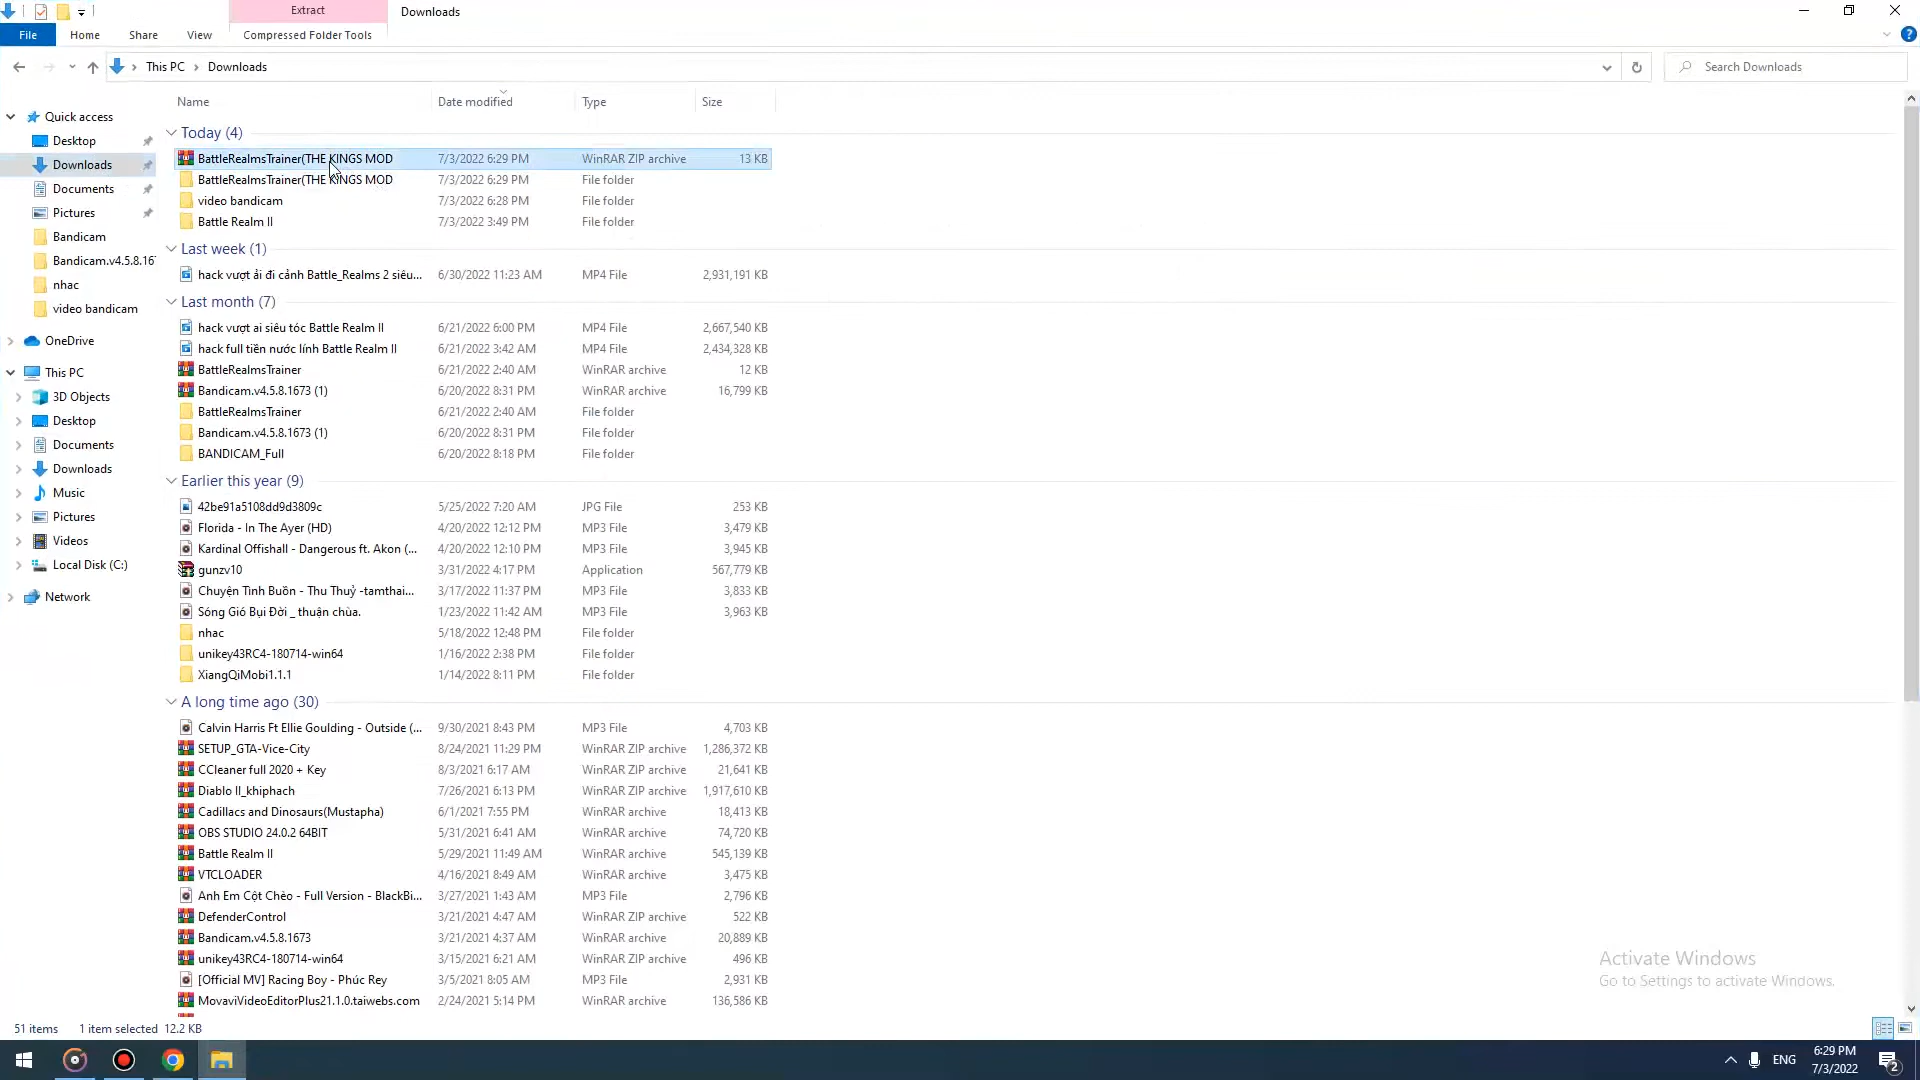 Extract
Downloads
File
Home
Share
View
Compressed Folder Tools
This PC
Downloads
Search Downloads
Name
Date modified
Type
Size
Quick access
Desktop
Downloads
Documents
Pictures
Bandicam
Bandicam.v4.5.8.16
nhac
video bandicam
OneDrive
This PC
3D Objects
Desktop
Documents
Downloads
Music
Pictures
Videos
Local Disk (C:)
Network
Today (4)
BattleRealmsTrainer(THE KINGS MOD 7/3/2022 6:29 PM WinRAR ZIP archive 13 KB
BattleRealmsTrainer(THE KINGS MOD 7/3/2022 6:29 PM File folder
video bandicam 7/3/2022 6:28 PM File folder
Battle Realm II 7/3/2022 3:49 PM File folder
Last week (1)
hack vượt ải đi cảnh Battle_Realms 2 siêu... 6/30/2022 11:23 AM MP4 File 2,931,191 KB
Last month (7)
hack vượt ai siêu tóc Battle Realm II 6/21/2022 6:00 PM MP4 File 2,667,540 KB
hack full tiền nước lính Battle Realm II 6/21/2022 3:42 AM MP4 File 2,434,328 KB
BattleRealmsTrainer 6/21/2022 2:40 AM WinRAR archive 12 KB
Bandicam.v4.5.8.1673 (1) 6/20/2022 8:31 PM WinRAR archive 16,799 KB
BattleRealmsTrainer 6/21/2022 2:40 AM File folder
Bandicam.v4.5.8.1673 (1) 6/20/2022 8:31 PM File folder
BANDICAM_Full 6/20/2022 8:18 PM File folder
Earlier this year (9)
42be91a5108dd9d3809c 5/25/2022 7:20 AM JPG File 253 KB
Florida - In The Ayer (HD) 4/20/2022 12:12 PM MP3 File 3,479 KB
Kardinal Offishall - Dangerous ft. Akon (... 4/20/2022 12:10 PM MP3 File 3,945 KB
gunzv10 3/31/2022 4:17 PM Application 567,779 KB
Chuyện Tình Buồn - Thu Thuỷ -tamthai... 3/17/2022 11:37 PM MP3 File 3,833 KB
Sóng Gió Bụi Đời _ thuận chùa. 1/23/2022 11:42 AM MP3 File 3,963 KB
nhac 5/18/2022 12:48 PM File folder
unikey43RC4-180714-win64 1/16/2022 2:38 PM File folder
XiangQiMobi1.1.1 1/14/2022 8:11 PM File folder
A long time ago (30)
Calvin Harris Ft Ellie Goulding - Outside (... 9/30/2021 8:43 PM MP3 File 4,703 KB
SETUP_GTA-Vice-City 8/24/2021 11:29 PM WinRAR ZIP archive 1,286,372 KB
CCleaner full 2020 + Key 8/3/2021 6:17 AM WinRAR ZIP archive 21,641 KB
Diablo II_khiphach 7/26/2021 6:13 PM WinRAR ZIP archive 1,917,610 KB
Cadillacs and Dinosaurs(Mustapha) 6/1/2021 7:55 PM WinRAR archive 18,413 KB
OBS STUDIO 24.0.2 64BIT 5/31/2021 6:41 AM WinRAR archive 74,720 KB
Battle Realm II 5/29/2021 11:49 AM WinRAR archive 545,139 KB
VTCLOADER 4/16/2021 8:49 AM WinRAR archive 3,475 KB
Anh Em Cột Chèo - Full Version - BlackBi... 3/27/2021 1:43 AM MP3 File 2,796 KB
DefenderControl 3/21/2021 4:47 AM WinRAR ZIP archive 522 KB
Bandicam.v4.5.8.1673 3/21/2021 4:37 AM WinRAR archive 20,889 KB
unikey43RC4-180714-win64 3/15/2021 6:21 AM WinRAR ZIP archive 496 KB
[Official MV] Racing Boy - Phúc Rey 3/5/2021 8:05 AM MP3 File 2,931 KB
MovaviVideoEditorPlus21.1.0.taiwebs.com 2/24/2021 5:14 PM WinRAR archive 136,586 KB
Activate Windows
Go to Settings to activate Windows.
51 items 1 item selected 12.2 KB
ENG
6:29 PM
7/3/2022
2